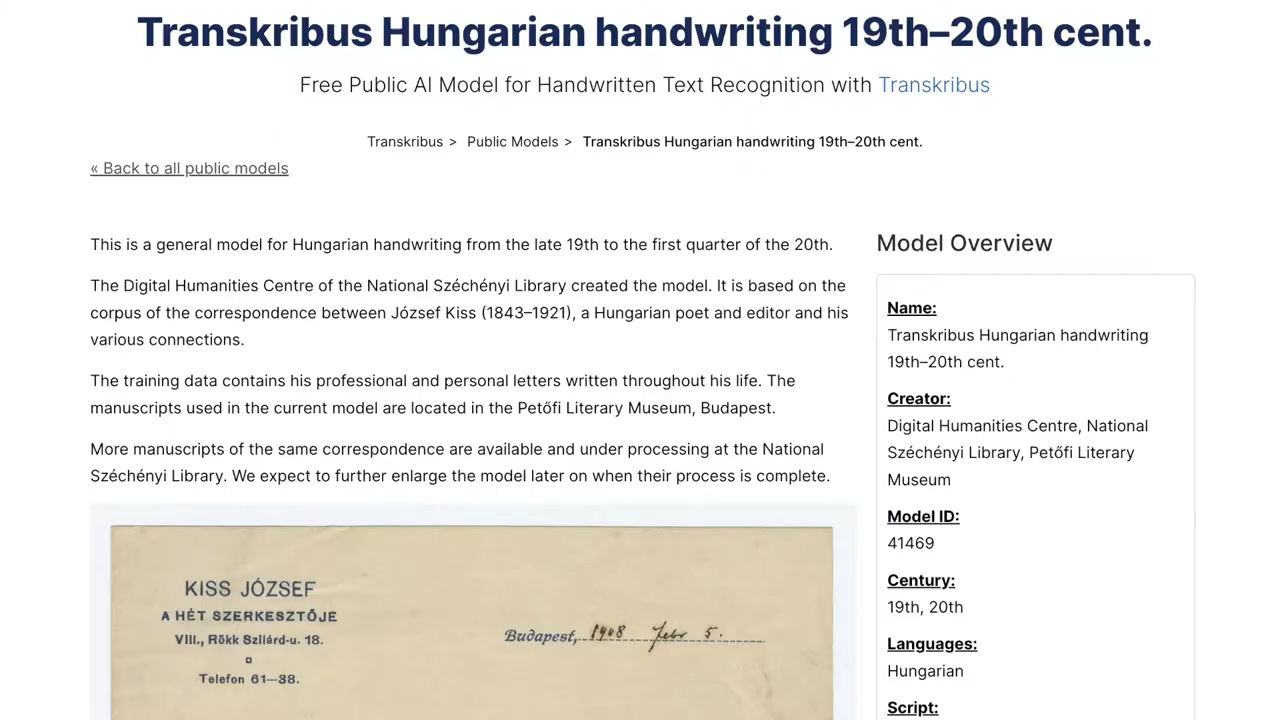 Transkribus Hungarian handwriting 19th–20th cent.
Free Public AI Model for Handwritten Text Recognition with Transkribus
Transkribus > Public Models > Transkribus Hungarian handwriting 19th–20th cent.
« Back to all public models
This is a general model for Hungarian handwriting from the late 19th to the first quarter of the 20th.
The Digital Humanities Centre of the National Széchényi Library created the model. It is based on the
corpus of the correspondence between József Kiss (1843–1921), a Hungarian poet and editor and his
various connections.
The training data contains his professional and personal letters written throughout his life. The
manuscripts used in the current model are located in the Petőfi Literary Museum, Budapest.
More manuscripts of the same correspondence are available and under processing at the National
Széchényi Library. We expect to further enlarge the model later on when their process is complete.
KISS JÓZSEF
A HÉT SZERKESZTŐJE
VIII., Rökk Szilárd-u. 18.
Telefon 61—38.
Budapest, 1908 Febr 5.
Model Overview
Name:
Transkribus Hungarian handwriting
19th–20th cent.
Creator:
Digital Humanities Centre, National
Széchényi Library, Petőfi Literary
Museum
Model ID:
41469
Century:
19th, 20th
Languages:
Hungarian
Script: